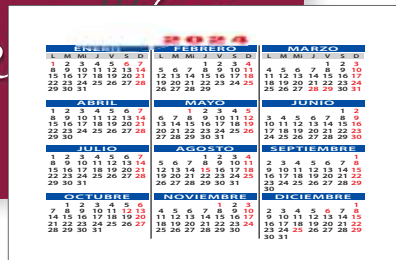 2024
ENERO
L M Mi J V S D
1 2 3 4 5 6 7
8 9 10 11 12 13 14
15 16 17 18 19 20 21
22 23 24 25 26 27 28
29 30 31
FEBRERO
L M Mi J V S D
1 2 3 4
5 6 7 8 9 10 11
12 13 14 15 16 17 18
19 20 21 22 23 24 25
26 27 28 29
MARZO
L M Mi J V S D
1 2 3
4 5 6 7 8 9 10
11 12 13 14 15 16 17
18 19 20 21 22 23 24
25 26 27 28 29 30 31
ABRIL
1 2 3 4 5 6 7
8 9 10 11 12 13 14
15 16 17 18 19 20 21
22 23 24 25 26 27 28
29 30
MAYO
1 2 3 4 5
6 7 8 9 10 11 12
13 14 15 16 17 18 19
20 21 22 23 24 25 26
27 28 29 30 31
JUNIO
1 2
3 4 5 6 7 8 9
10 11 12 13 14 15 16
17 18 19 20 21 22 23
24 25 26 27 28 29 30
JULIO
1 2 3 4 5 6 7
8 9 10 11 12 13 14
15 16 17 18 19 20 21
22 23 24 25 26 27 28
29 30 31
AGOSTO
1 2 3 4
5 6 7 8 9 10 11
12 13 14 15 16 17 18
19 20 21 22 23 24 25
26 27 28 29 30 31
SEPTIEMBRE
1
2 3 4 5 6 7 8
9 10 11 12 13 14 15
16 17 18 19 20 21 22
23 24 25 26 27 28 29
30
OCTUBRE
1 2 3 4 5 6
7 8 9 10 11 12 13
14 15 16 17 18 19 20
21 22 23 24 25 26 27
28 29 30 31
NOVIEMBRE
1 2 3
4 5 6 7 8 9 10
11 12 13 14 15 16 17
18 19 20 21 22 23 24
25 26 27 28 29 30
DICIEMBRE
1
2 3 4 5 6 7 8
9 10 11 12 13 14 15
16 17 18 19 20 21 22
23 24 25 26 27 28 29
30 31